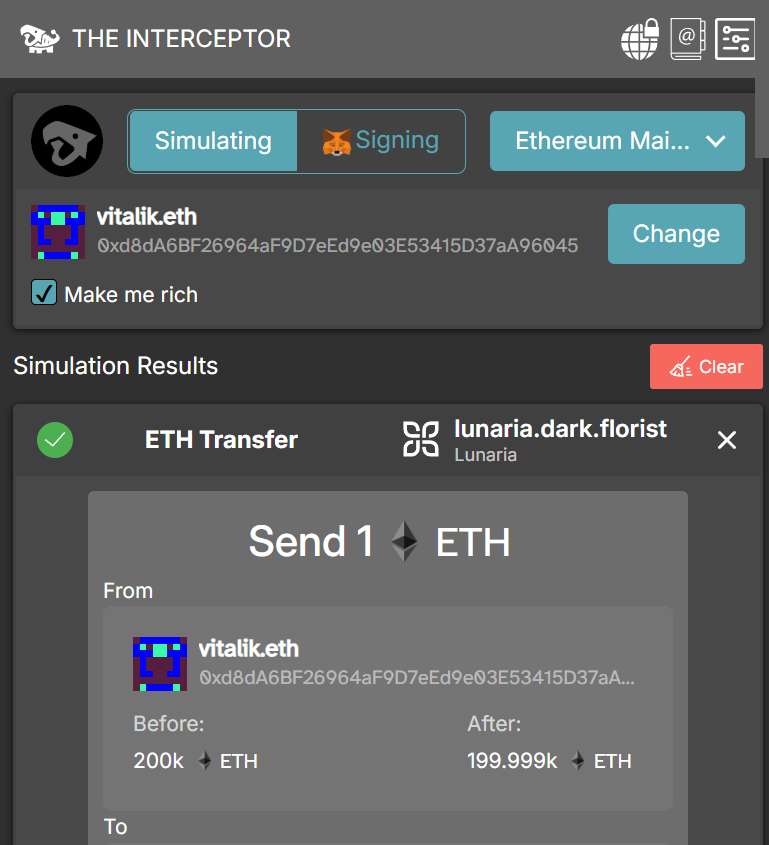 THE INTERCEPTOR
@
Simulating
Signing
Ethereum Mai...
vitalik.eth
0xd8dA6BF26964aF9D7eEd9e03E53415D37aA96045
Change
Make me rich
Simulation Results
Clear
ETH Transfer
lunaria.dark.florist
Lunaria
Send 1 ETH
From
vitalik.eth
0xd8dA6BF26964aF9D7eEd9e03E53415D37aA...
Before: After:
200k ETH 199.999k ETH
To